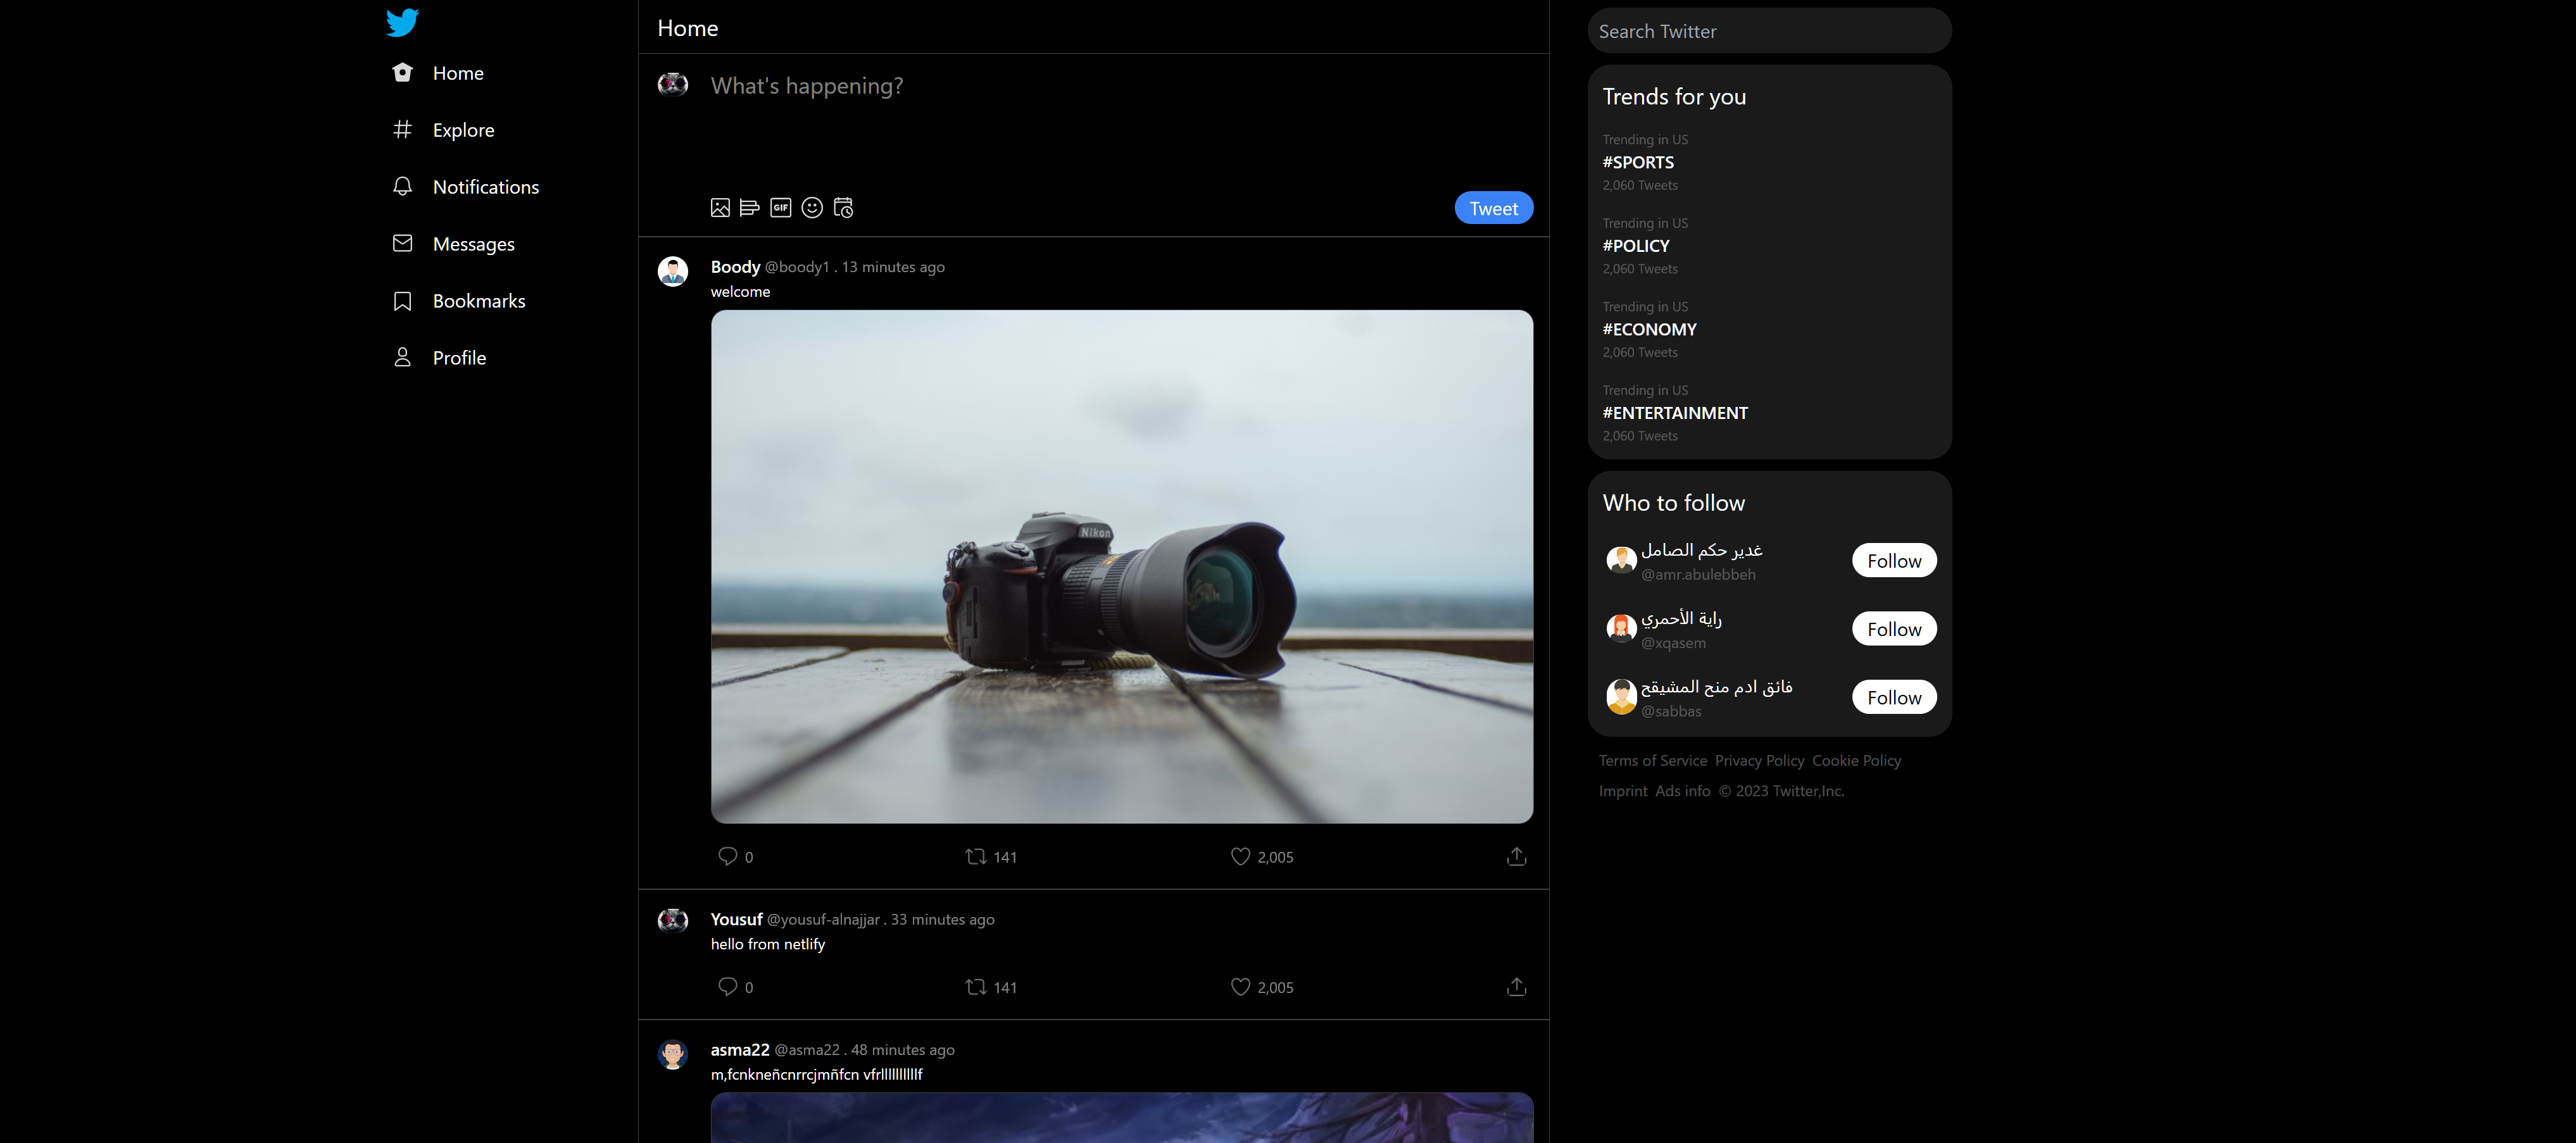 Home
Explore
Notifications
Messages
Bookmarks
Profile
Home
What's happening?
GIF
Tweet
Boody @boody1 . 13 minutes ago
welcome
Nikon
0 141 2,005
Yousuf @yousuf-alnajjar . 33 minutes ago
hello from netlify
0 141 2,005
asma22 @asma22 . 48 minutes ago
Search Twitter
Trends for you
Trending in US
#SPORTS
2,060 Tweets
Trending in US
#POLICY
2,060 Tweets
Trending in US
#ECONOMY
2,060 Tweets
Trending in US
#ENTERTAINMENT
2,060 Tweets
Who to follow
غدير حكم الصامل
@amr.abulebbeh
Follow
راية الأحمري
@xqasem
Follow
فائق ادم منح المشيقح
@sabbas
Follow
Terms of Service Privacy Policy Cookie Policy
Imprint Ads info © 2023 Twitter,Inc.